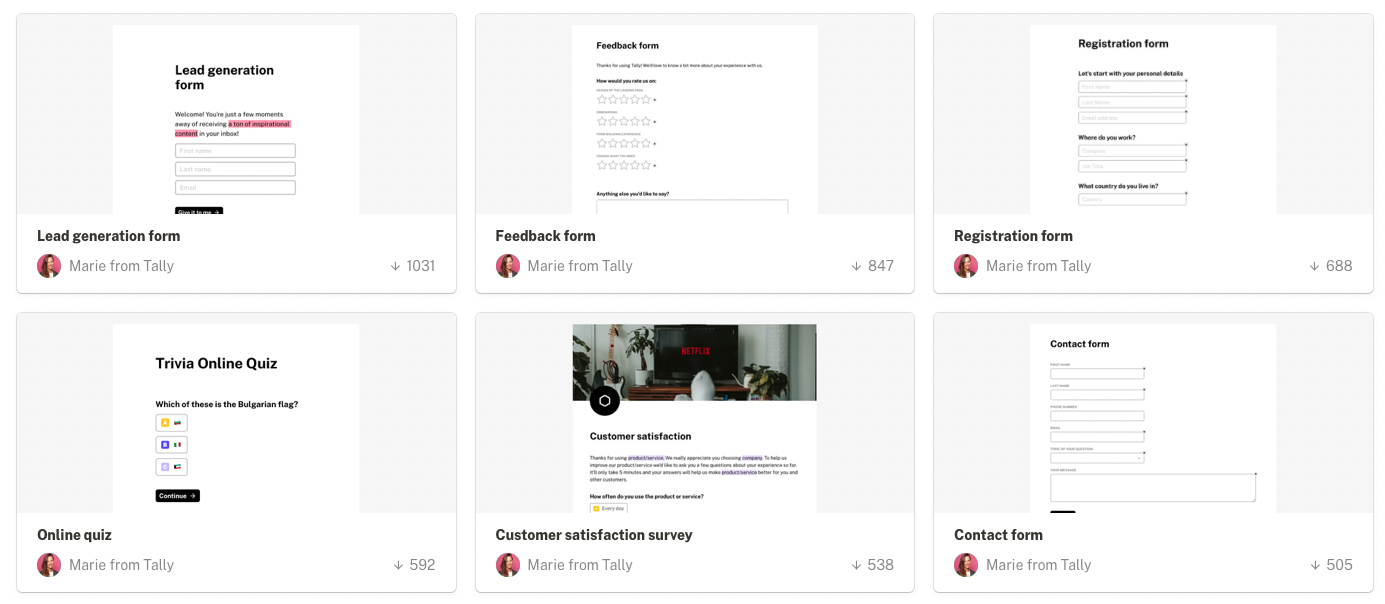 Lead generation
form
Welcome! You're just a few moments
away of receiving a ton of inspirational
content in your inbox!
First name
Last name
Email
Give it to me →
Lead generation form
Marie from Tally
↓ 1031
Feedback form
Thanks for using Tally! We'd love to know a bit more about your experience with us.
How would you rate us on:
DESIGN OF THE LANDING PAGE
ONBOARDING
FORM BUILDING EXPERIENCE
Anything else you'd like to say?
Feedback form
Marie from Tally
↓ 847
Registration form
Let's start with your personal details
First Name
Last Name
Email address
Where do you work?
Company
Job Title
What country do you live in?
Country
Registration form
Marie from Tally
↓ 688
Trivia Online Quiz
Which of these is the Bulgarian flag?
A
B
C
Continue →
Online quiz
Marie from Tally
↓ 592
NETFLIX
Customer satisfaction
Thanks for using product/service. We really appreciate you choosing company. To help us
improve our product/service we'd like to ask you a few questions about your experience so far.
It'll only take 5 minutes and your answers will help us make product/service better for you and
other customers.
How often do you use the product or service?
A Every day
Customer satisfaction survey
Marie from Tally
↓ 538
Contact form
FIRST NAME
LAST NAME
PHONE NUMBER
EMAIL
TOPIC OF YOUR QUESTION
YOUR MESSAGE
Contact form
Marie from Tally
↓ 505